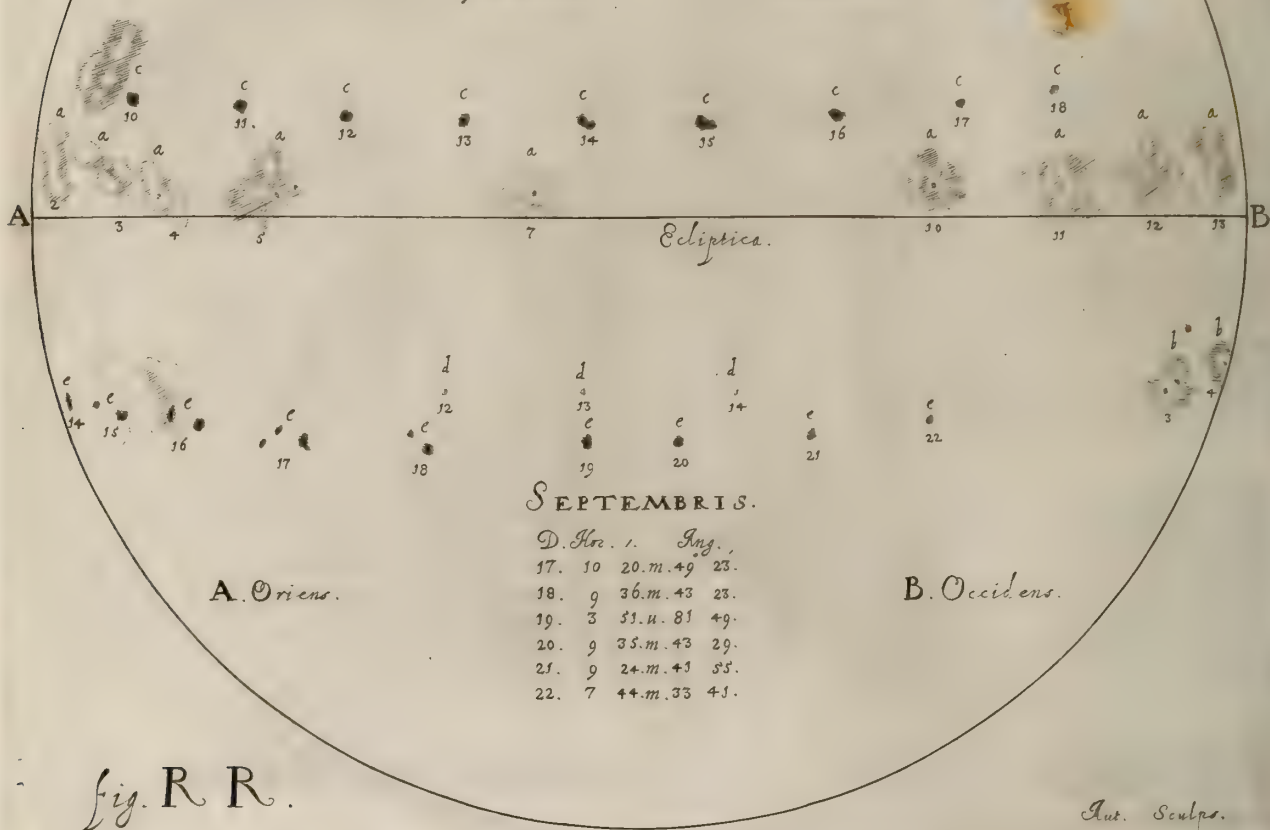 c
c c c c c c c c
10 11. 12 13 14 15 16 17 18
a a a a a a a a a
2 3 4 5 7 10 11 12 13
A B
Ecliptica.
b b
3 4
d d d
12 13 14
e e e e e e e e e
14 15 16 17 18 19 20 21 22
SEPTEMBRIS.
D. Hor. ,. Ang. ,
17. 10 20.m.49 23.
18. 9 36.m.43 23.
19. 3 51.u.81 49.
20. 9 35.m.43 29.
21. 9 24.m.41 55.
22. 7 44.m.33 41.
A. Oriens. B. Occidens.
fig. R R.
Aut. Sculps.